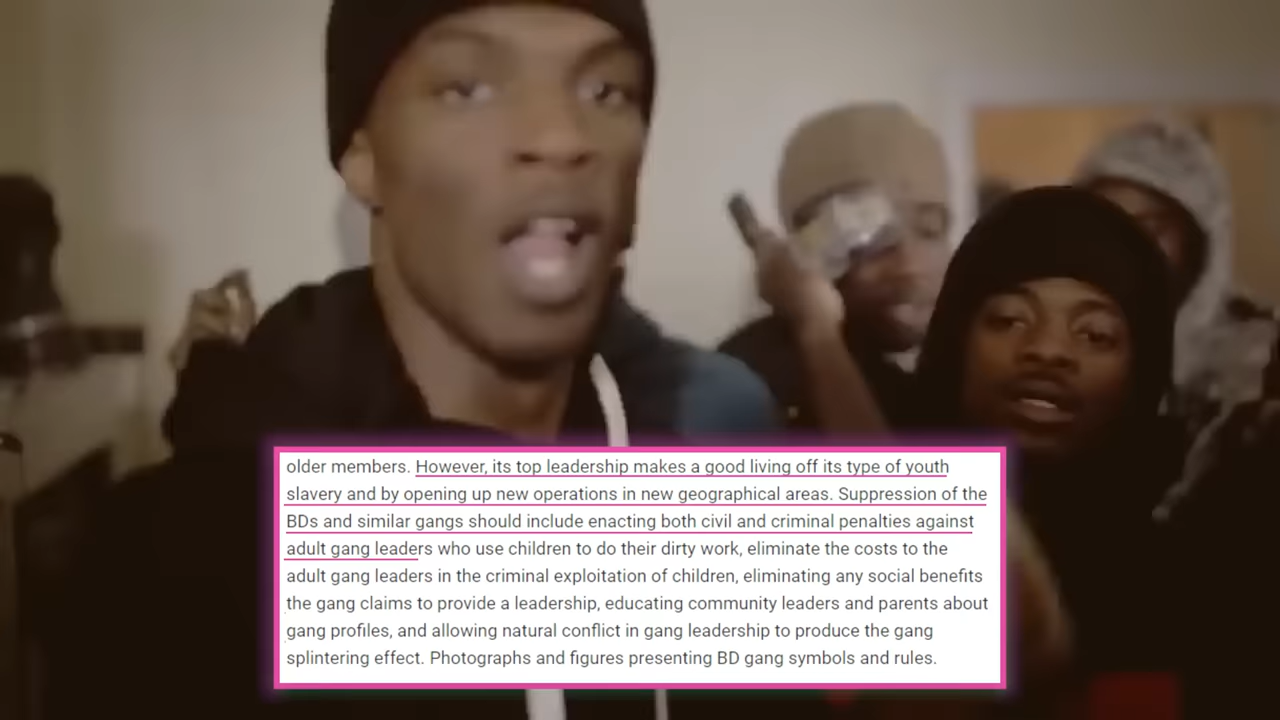 older members. However, its top leadership makes a good living off its type of youth
slavery and by opening up new operations in new geographical areas. Suppression of the
BDs and similar gangs should include enacting both civil and criminal penalties against
adult gang leaders who use children to do their dirty work, eliminate the costs to the
adult gang leaders in the criminal exploitation of children, eliminating any social benefits
the gang claims to provide a leadership, educating community leaders and parents about
gang profiles, and allowing natural conflict in gang leadership to produce the gang
splintering effect. Photographs and figures presenting BD gang symbols and rules.